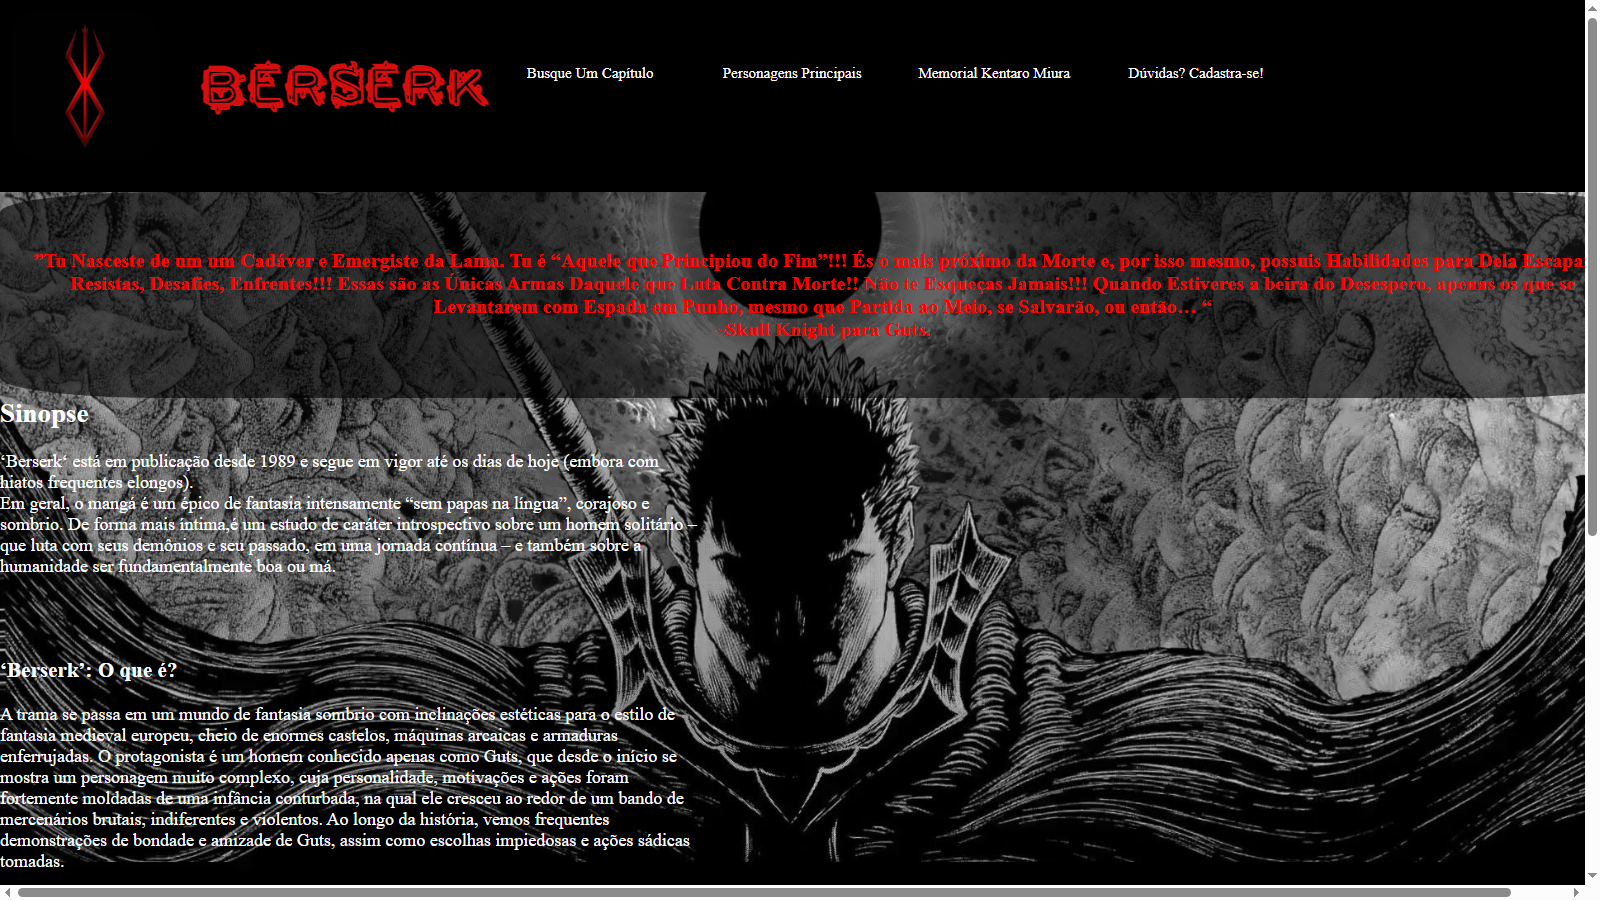 BERSERK
Busque Um Capítulo
Personagens Principais
Memorial Kentaro Miura
Dúvidas? Cadastra-se!
"Tu Nasceste de um um Cadáver e Emergiste da Lama. Tu é “Aquele que Principiou do Fim”!!! És o mais próximo da Morte e, por isso mesmo, possuis Habilidades para Dela Escapa
Resistas, Desafies, Enfrentes!!! Essas são as Únicas Armas Daquele que Luta Contra Morte!! Não te Esqueças Jamais!!! Quando Estiveres a beira do Desespero, apenas os que se
Levantarem com Espada em Punho, mesmo que Partida ao Meio, se Salvarão, ou então… “
-Skull Knight para Guts.
Sinopse
‘Berserk‘ está em publicação desde 1989 e segue em vigor até os dias de hoje (embora com
hiatos frequentes elongos).
Em geral, o mangá é um épico de fantasia intensamente “sem papas na língua”, corajoso e
sombrio. De forma mais íntima,é um estudo de caráter introspectivo sobre um homem solitário –
que luta com seus demônios e seu passado, em uma jornada contínua – e também sobre a
humanidade ser fundamentalmente boa ou má.
‘Berserk’: O que é?
A trama se passa em um mundo de fantasia sombrio com inclinações estéticas para o estilo de
fantasia medieval europeu, cheio de enormes castelos, máquinas arcaicas e armaduras
enferrujadas. O protagonista é um homem conhecido apenas como Guts, que desde o início se
mostra um personagem muito complexo, cuja personalidade, motivações e ações foram
fortemente moldadas de uma infância conturbada, na qual ele cresceu ao redor de um bando de
mercenários brutais, indiferentes e violentos. Ao longo da história, vemos frequentes
demonstrações de bondade e amizade de Guts, assim como escolhas impiedosas e ações sádicas
tomadas.